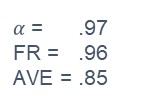 α = .97
FR = .96
AVE = .85